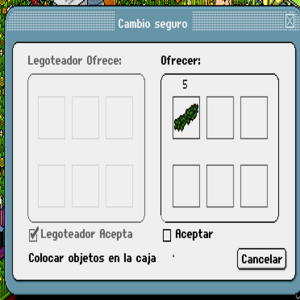 Cambio seguro
Legoteador Ofrece:
Ofrecer:
5
Legoteador Acepta
Aceptar
Colocar objetos en la caja
Cancelar